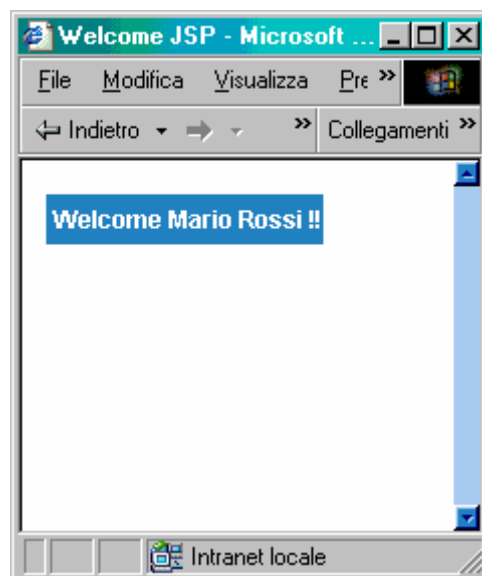 Welcome JSP - Microsoft ...
File Modifica Visualizza Pre »
Indietro » Collegamenti »
Welcome Mario Rossi !!
Intranet locale